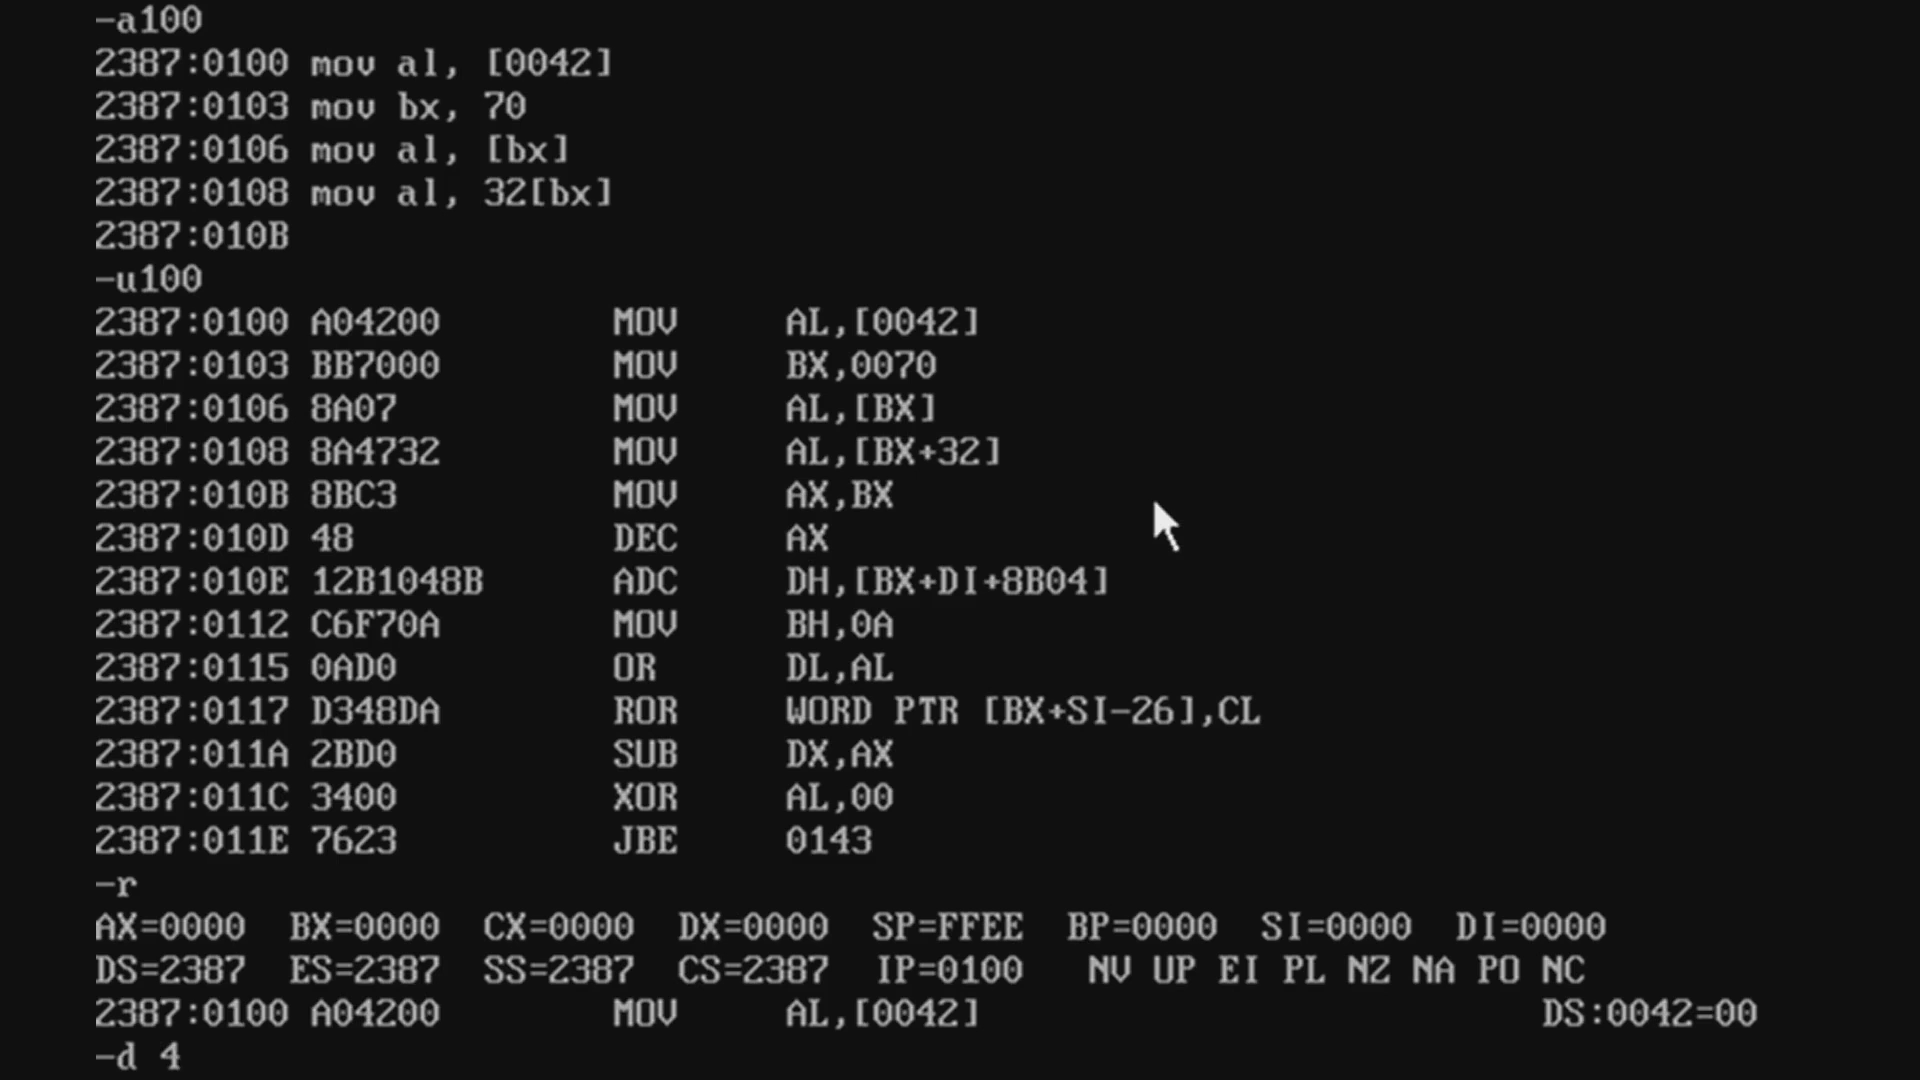 -a100
2387:0100 mov al, [0042]
2387:0103 mov bx, 70
2387:0106 mov al, [bx]
2387:0108 mov al, 32[bx]
2387:010B
-u100
2387:0100 A04200 MOV AL,[0042]
2387:0103 BB7000 MOV BX,0070
2387:0106 8A07 MOV AL,[BX]
2387:0108 8A4732 MOV AL,[BX+32]
2387:010B 8BC3 MOV AX,BX
2387:010D 48 DEC AX
2387:010E 12B1048B ADC DH,[BX+DI+8B04]
2387:0112 C6F70A MOV BH,0A
2387:0115 0AD0 OR DL,AL
2387:0117 D348DA ROR WORD PTR [BX+SI-26],CL
2387:011A 2BD0 SUB DX,AX
2387:011C 3400 XOR AL,00
2387:011E 7623 JBE 0143
-r
AX=0000 BX=0000 CX=0000 DX=0000 SP=FFEE BP=0000 SI=0000 DI=0000
DS=2387 ES=2387 SS=2387 CS=2387 IP=0100 NV UP EI PL NZ NA PO NC
2387:0100 A04200 MOV AL,[0042] DS:0042=00
-d 4